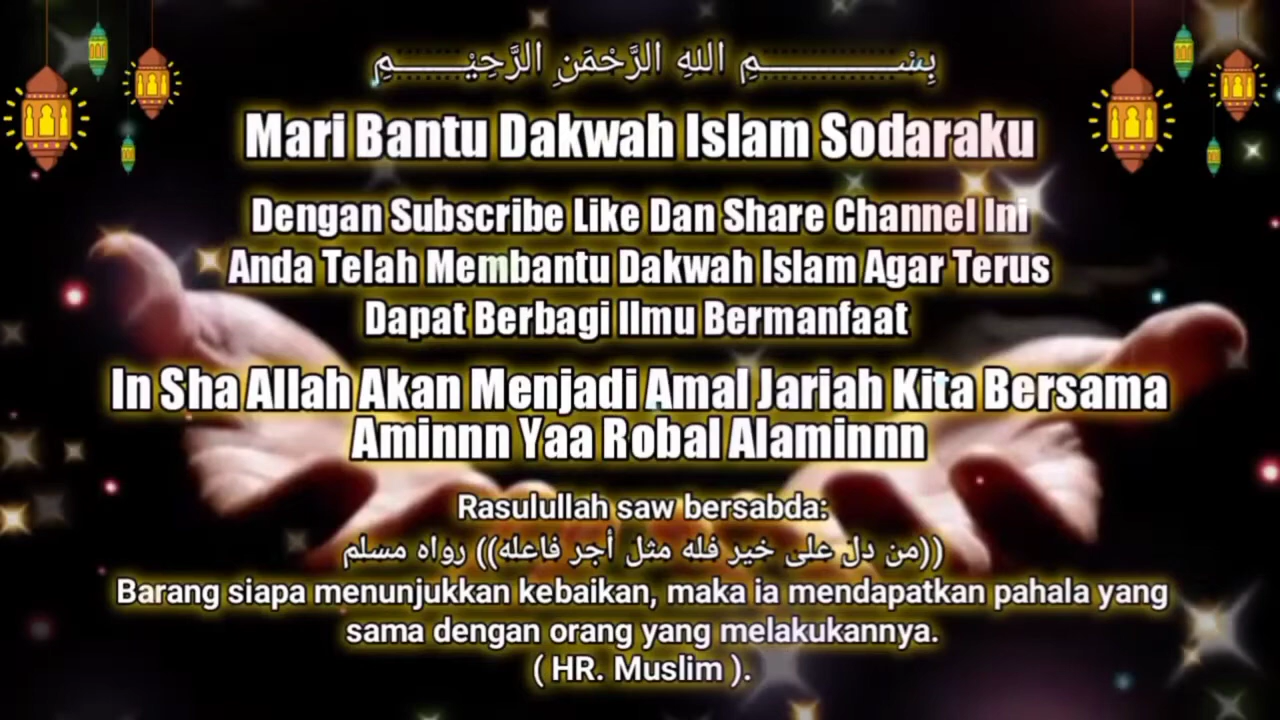 بِسْمِ اللهِ الرَّحْمَنِ الرَّحِيْمِ
Mari Bantu Dakwah Islam Sodaraku
Dengan Subscribe Like Dan Share Channel Ini
Anda Telah Membantu Dakwah Islam Agar Terus
Dapat Berbagi Ilmu Bermanfaat
In Sha Allah Akan Menjadi Amal Jariah Kita Bersama
Aminnn Yaa Robal Alaminnn
Rasulullah saw bersabda:
((من دل على خير فله مثل أجر فاعله)) رواه مسلم
Barang siapa menunjukkan kebaikan, maka ia mendapatkan pahala yang
sama dengan orang yang melakukannya.
( HR. Muslim ).